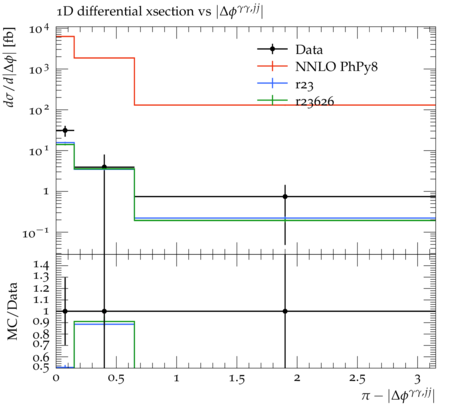 1D differential xsection vs |Δϕ^γγ,jj|
dσ/d|Δϕ| [fb]
10^4
10^3
10^2
10^1
1
10^−1
Data
NNLO PhPy8
r23
r23626
MC/Data
1.4
1.3
1.2
1.1
1
0.9
0.8
0.7
0.6
0.5
0 0.5 1 1.5 2 2.5 3
π − |Δϕ^γγ,jj|